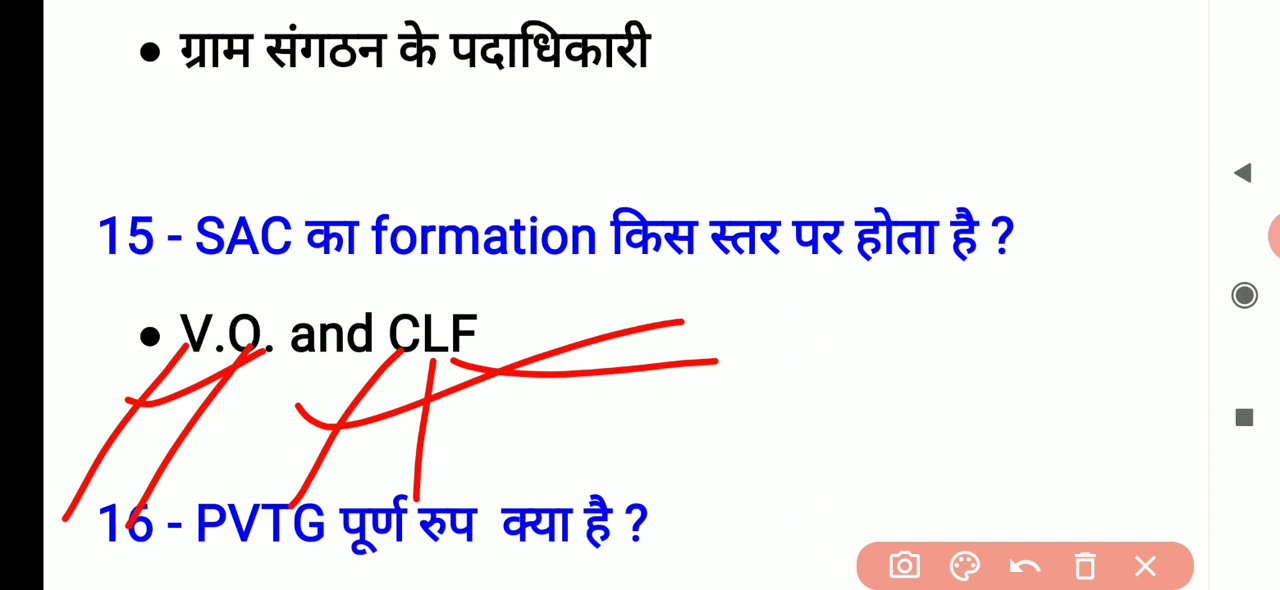 • ग्राम संगठन के पदाधिकारी
15 - SAC का formation किस स्तर पर होता है ?
• V.O. and CLF
16 - PVTG पूर्ण रुप क्या है ?